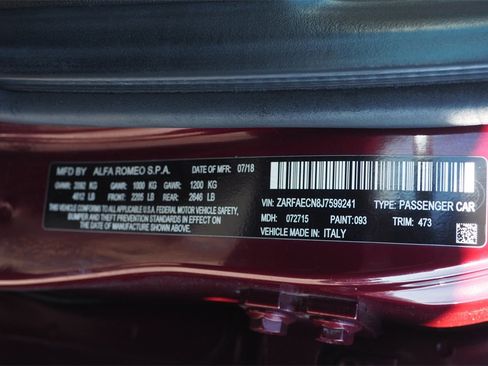 MFD BY ALFA ROMEO S.P.A. DATE OF MFR: 07/18
GVWR: 2092 KG GAWR: 1000 KG GAWR: 1200 KG
4612 LB FRONT: 2205 LB REAR: 2646 LB
THIS VEHICLE CONFORMS TO
ALL APPLICABLE U.S.A. FEDERAL MOTOR VEHICLE SAFETY,
BUMPER AND THEFT PREVENTION STANDARDS IN EFFECT ON
THE DATE OF MANUFACTURE SHOWN ABOVE.
VIN: ZARFAECN8J7599241 TYPE: PASSENGER CAR
MDH: 072715 PAINT: 093 TRIM: 473
VEHICLE MADE IN: ITALY